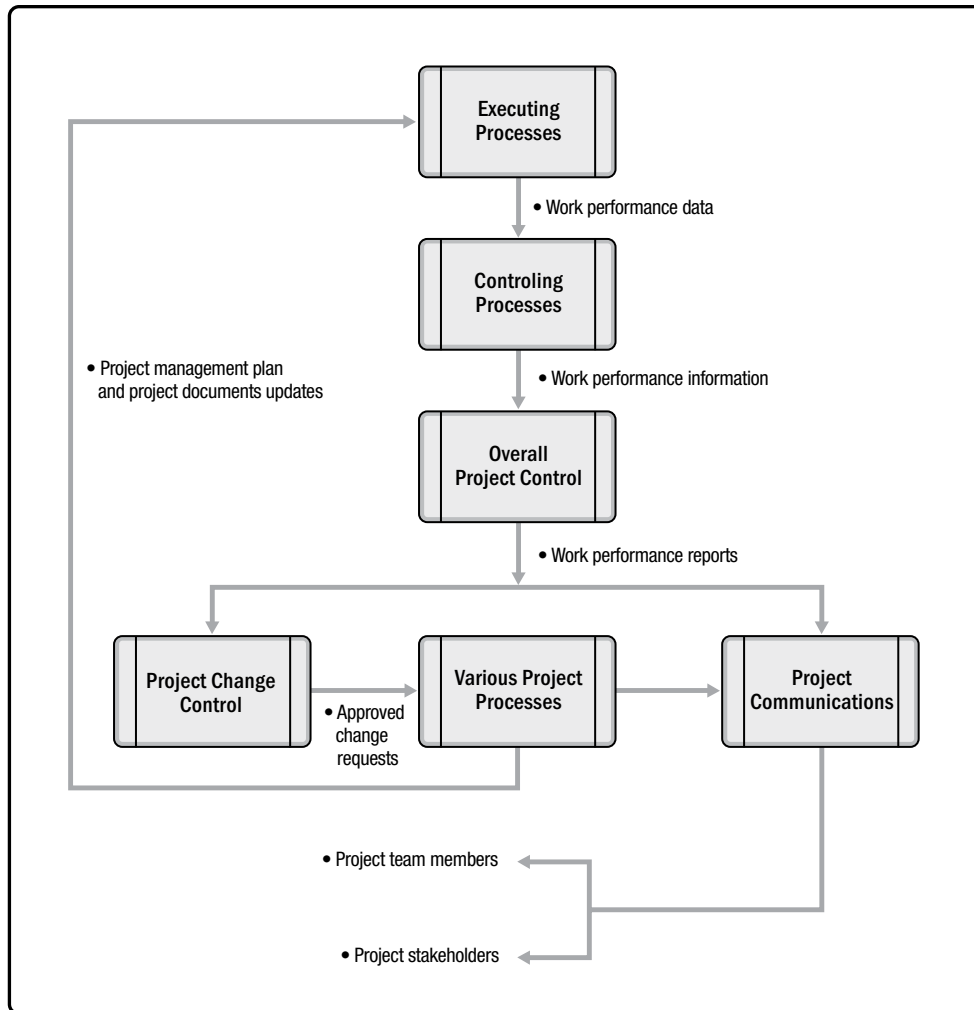 Executing
Processes
• Work performance data
Controling
Processes
• Project management plan
and project documents updates
• Work performance information
Overall
Project Control
• Work performance reports
Project Change
Control
• Approved
change
requests
Various Project
Processes
Project
Communications
• Project team members
• Project stakeholders